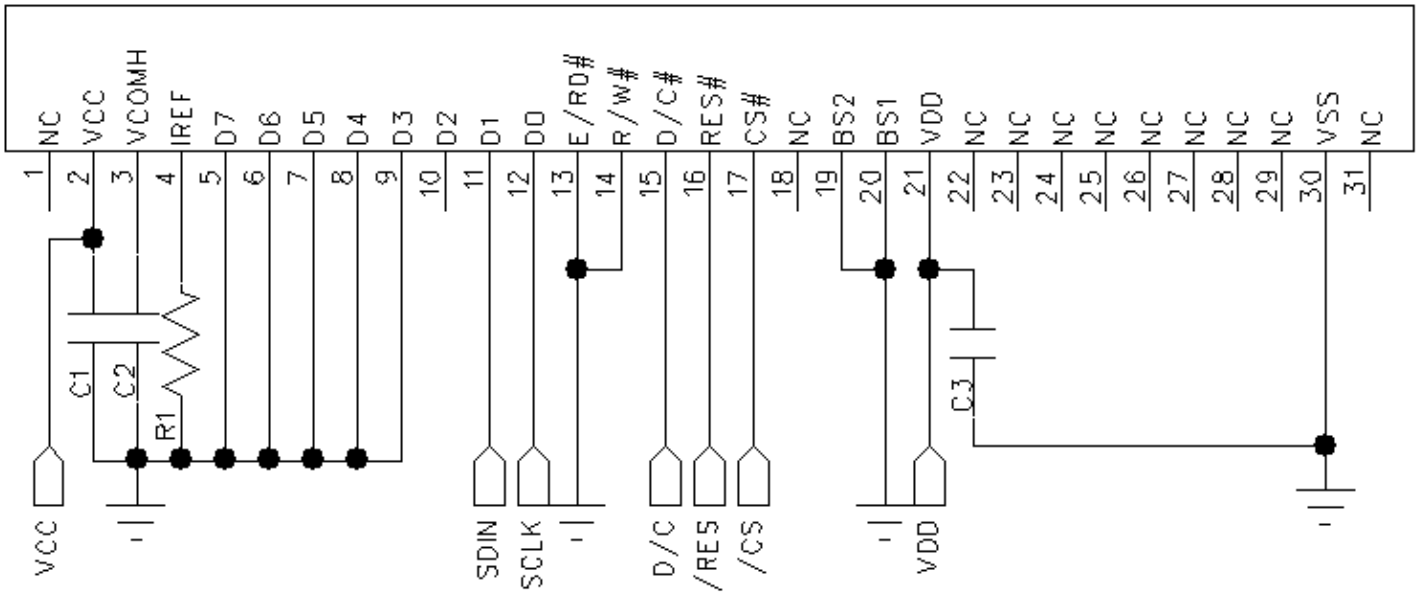 NC
VCC
VCOMH
IREF
D7
D6
D5
D4
D3
D2
D1
D0
E/RD#
R/W#
D/C#
RES#
CS#
NC
BS2
BS1
VDD
NC
NC
NC
NC
NC
NC
NC
NC
VSS
NC
1
2
3
4
5
6
7
8
9
10
11
12
13
14
15
16
17
18
19
20
21
22
23
24
25
26
27
28
29
30
31
C1
C2
R1
C3
VCC
SDIN
SCLK
D/C
/RES
/CS
VDD